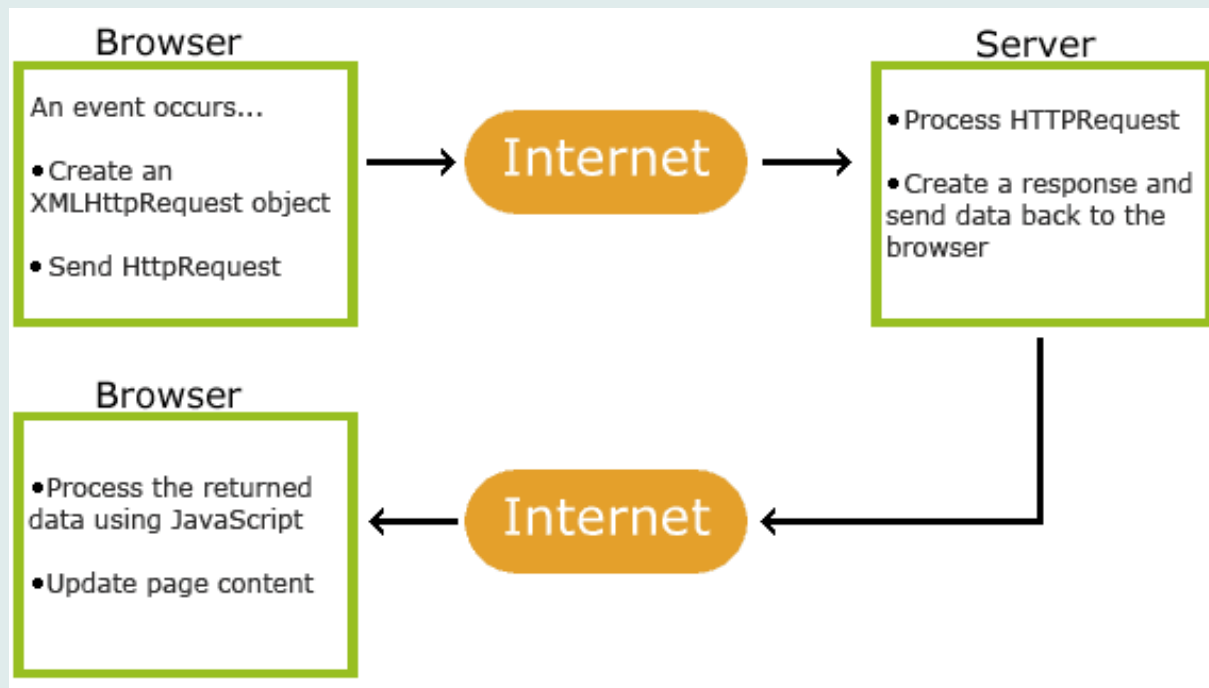 Browser
An event occurs...
•Create an
XMLHttpRequest object
• Send HttpRequest
Internet
Server
•Process HTTPRequest
•Create a response and
send data back to the
browser
Browser
•Process the returned
data using JavaScript
•Update page content
Internet